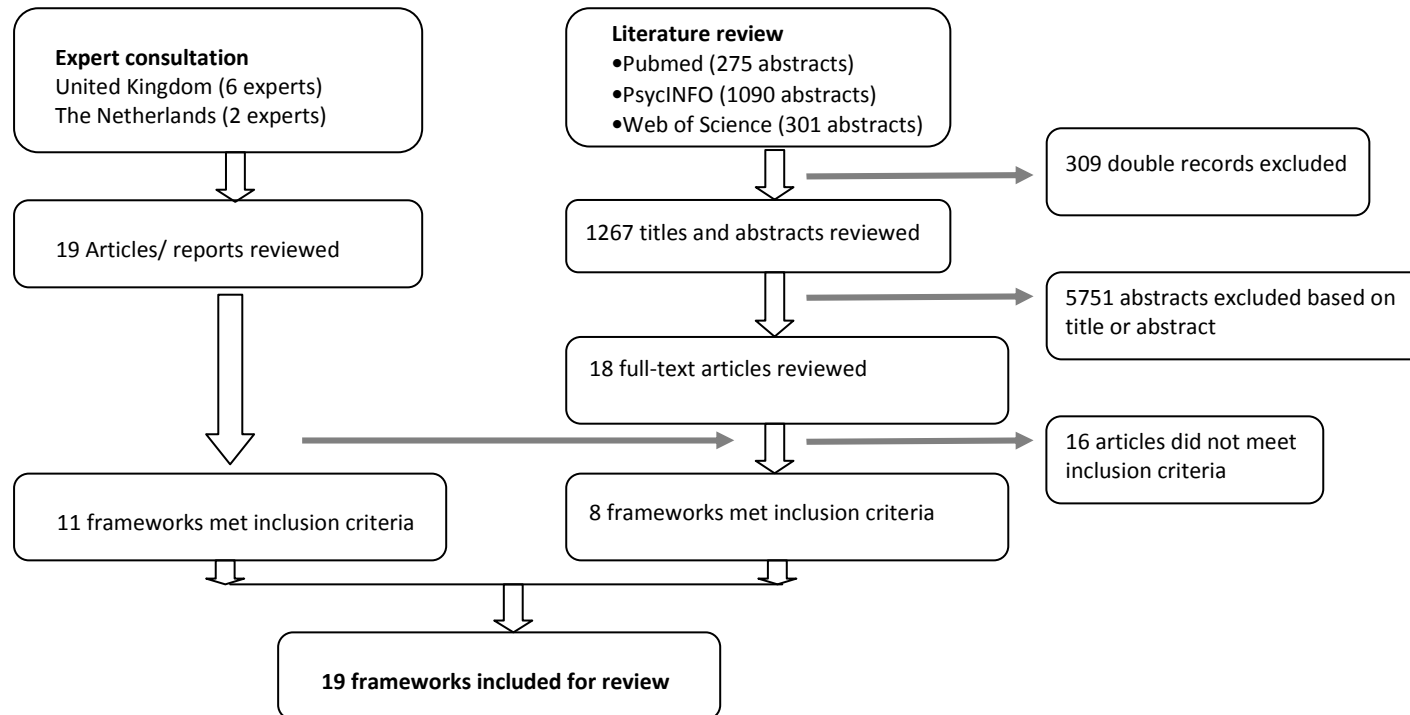 Expert consultation
United Kingdom (6 experts)
The Netherlands (2 experts)
Literature review
•Pubmed (275 abstracts)
•PsycINFO (1090 abstracts)
•Web of Science (301 abstracts)
309 double records excluded
19 Articles/ reports reviewed
1267 titles and abstracts reviewed
5751 abstracts excluded based on
title or abstract
18 full-text articles reviewed
16 articles did not meet
inclusion criteria
11 frameworks met inclusion criteria
8 frameworks met inclusion criteria
19 frameworks included for review